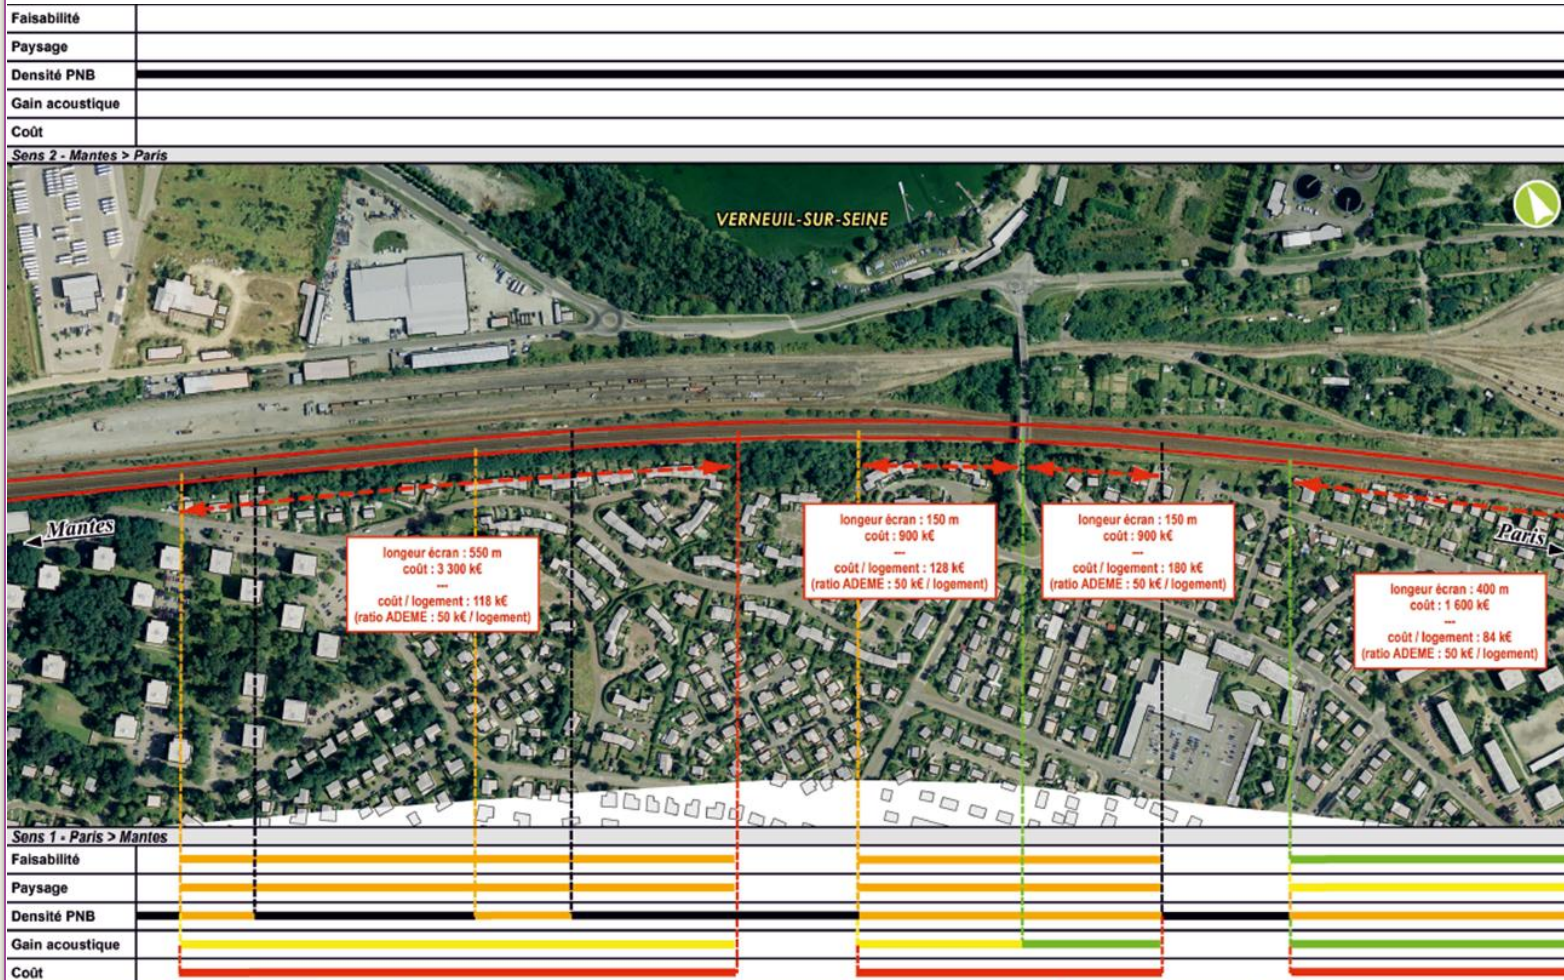 Faisabilité
Paysage
Densité PNB
Gain acoustique
Coût
Sens 2 - Mantes > Paris
VERNEUIL-SUR-SEINE
Mantes
Paris
longeur écran : 550 m
coût : 3 300 k€
---
coût / logement : 118 k€
(ratio ADEME : 50 k€ / logement)
longeur écran : 150 m
coût : 900 k€
---
coût / logement : 128 k€
(ratio ADEME : 50 k€ / logement)
longeur écran : 150 m
coût : 900 k€
---
coût / logement : 180 k€
(ratio ADEME : 50 k€ / logement)
longeur écran : 400 m
coût : 1 600 k€
---
coût / logement : 84 k€
(ratio ADEME : 50 k€ / logement)
Sens 1 - Paris > Mantes
Faisabilité
Paysage
Densité PNB
Gain acoustique
Coût